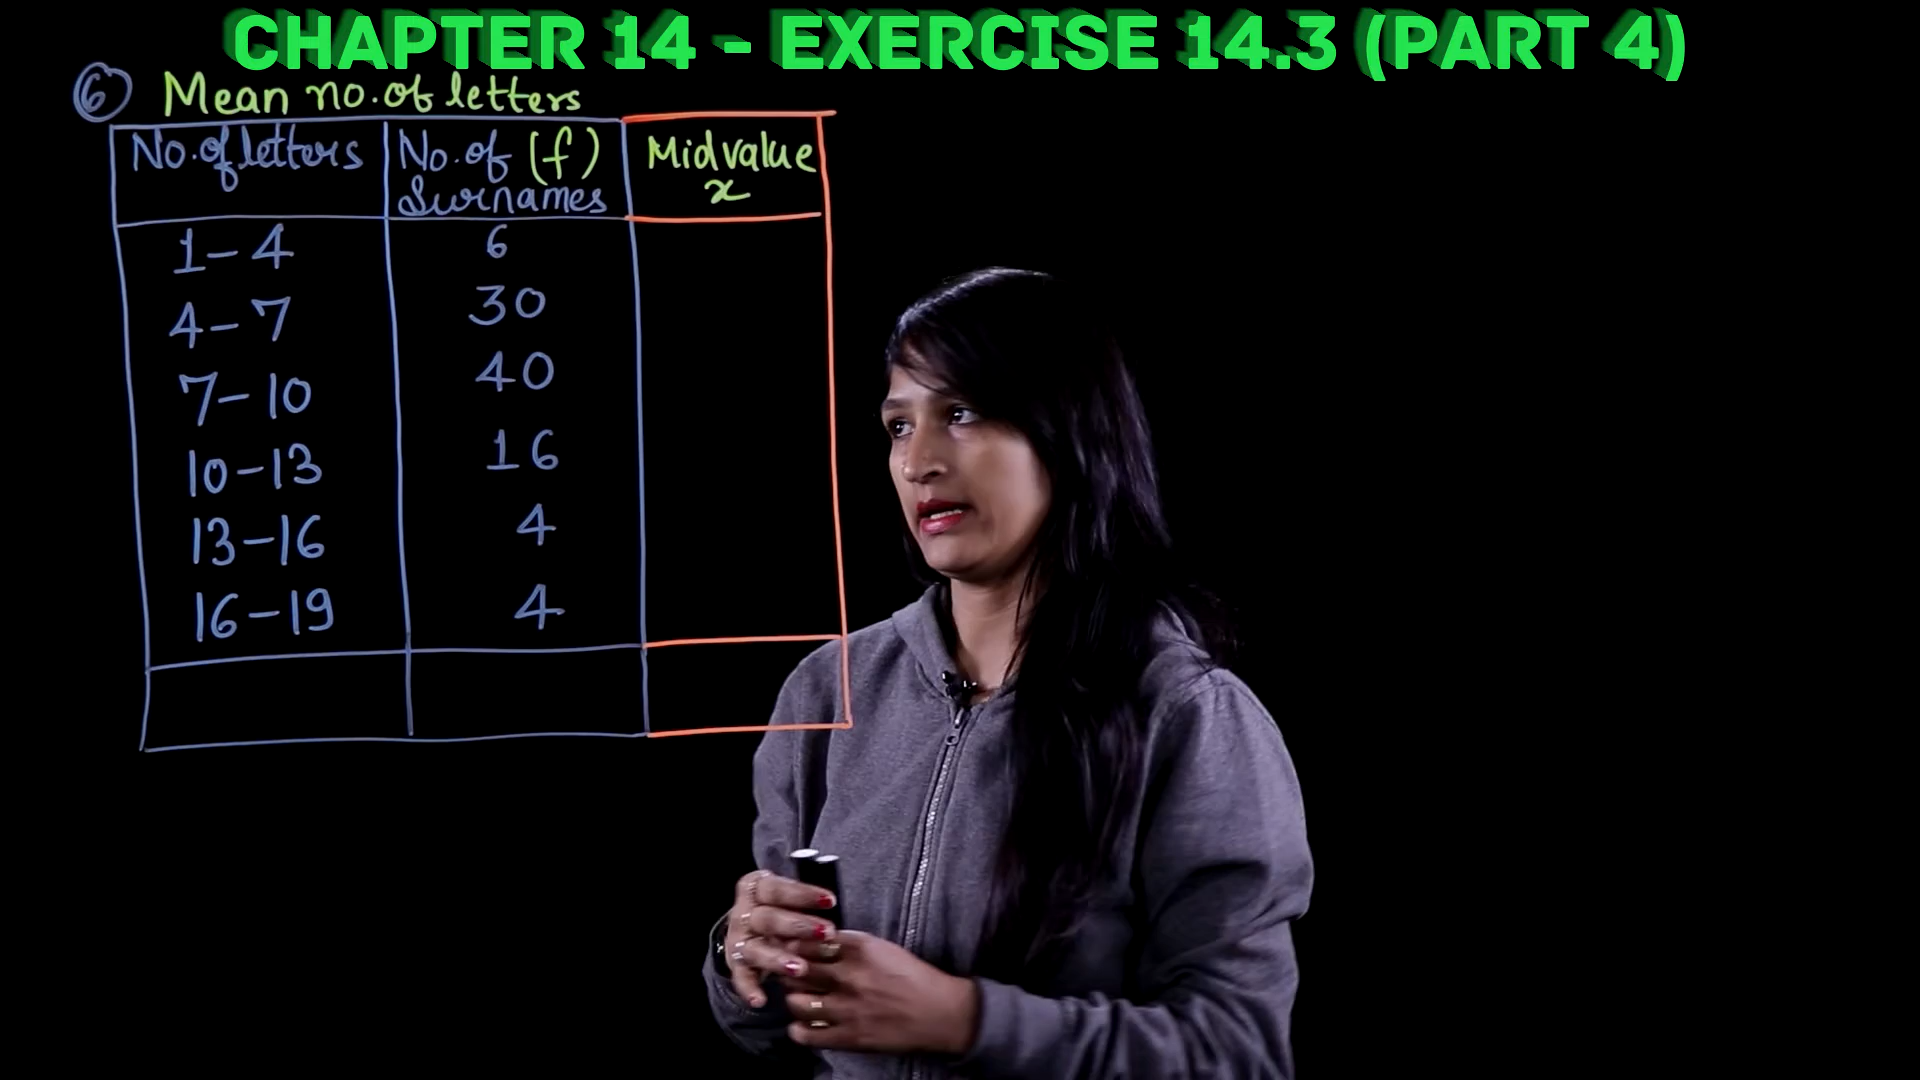 CHAPTER 14 - EXERCISE 14.3 (PART 4)
6 Mean no. of letters
No. of letters No. of (f) Surnames Midvalue x
1-4 6
4-7 30
7-10 40
10-13 16
13-16 4
16-19 4